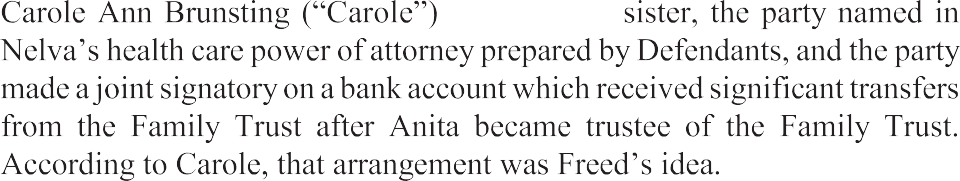 Carole Ann Brunsting (“Carole”) sister, the party named in
Nelva’s health care power of attorney prepared by Defendants, and the party
made a joint signatory on a bank account which received significant transfers
from the Family Trust after Anita became trustee of the Family Trust.
According to Carole, that arrangement was Freed’s idea.